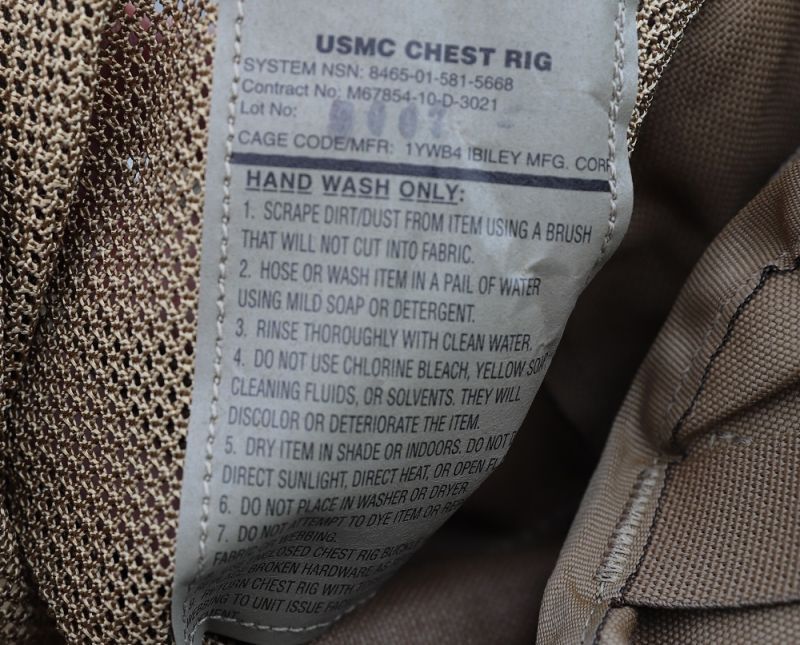 USMC CHEST RIG
SYSTEM NSN: 8465-01-581-5668
Contract No: M67854-10-D-3021
Lot No:
CAGE CODE/MFR: 1YWB4 IBILEY MFG. COR
HAND WASH ONLY:
1. SCRAPE DIRT/DUST FROM ITEM USING A BRUSH
THAT WILL NOT CUT INTO FABRIC.
2. HOSE OR WASH ITEM IN A PAIL OF WATER
USING MILD SOAP OR DETERGENT.
3. RINSE THOROUGHLY WITH CLEAN WATER.
4. DO NOT USE CHLORINE BLEACH, YELLOW SOA
CLEANING FLUIDS, OR SOLVENTS. THEY WILL
DISCOLOR OR DETERIORATE THE ITEM.
5. DRY ITEM IN SHADE OR INDOORS. DO NOT
DIRECT SUNLIGHT, DIRECT HEAT, OR OPEN
6. DO NOT PLACE IN WASHER OR DRYER.
7. DO NOT ATTEMPT TO DYE ITEM OR
WEBBING.
CHEST RIG
BROKEN HARDWARE
CHEST RIG WITH
TO UNIT ISSUE